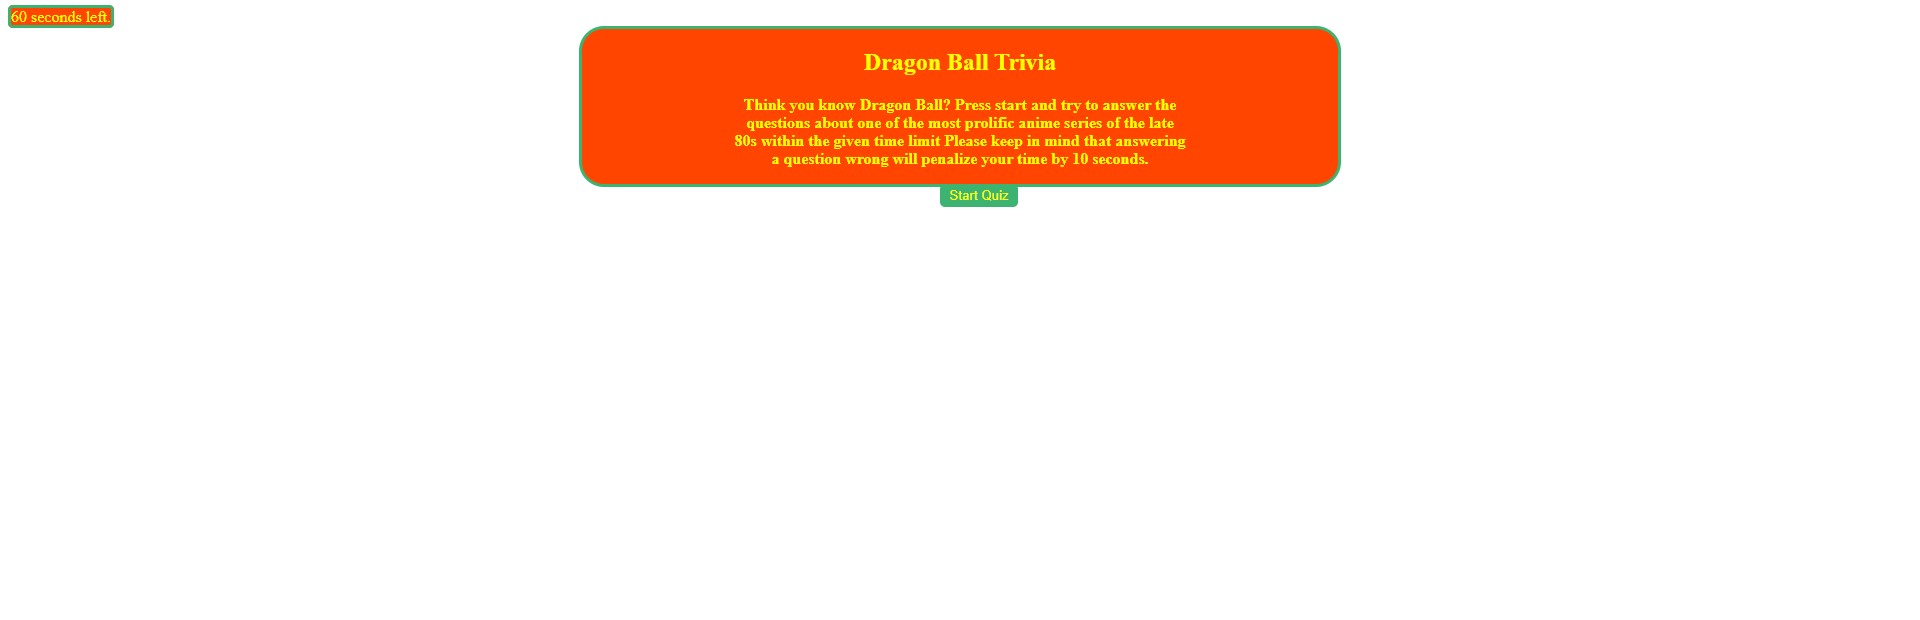 60 seconds left.
Dragon Ball Trivia
Think you know Dragon Ball? Press start and try to answer the
questions about one of the most prolific anime series of the late
80s within the given time limit Please keep in mind that answering
a question wrong will penalize your time by 10 seconds.
Start Quiz